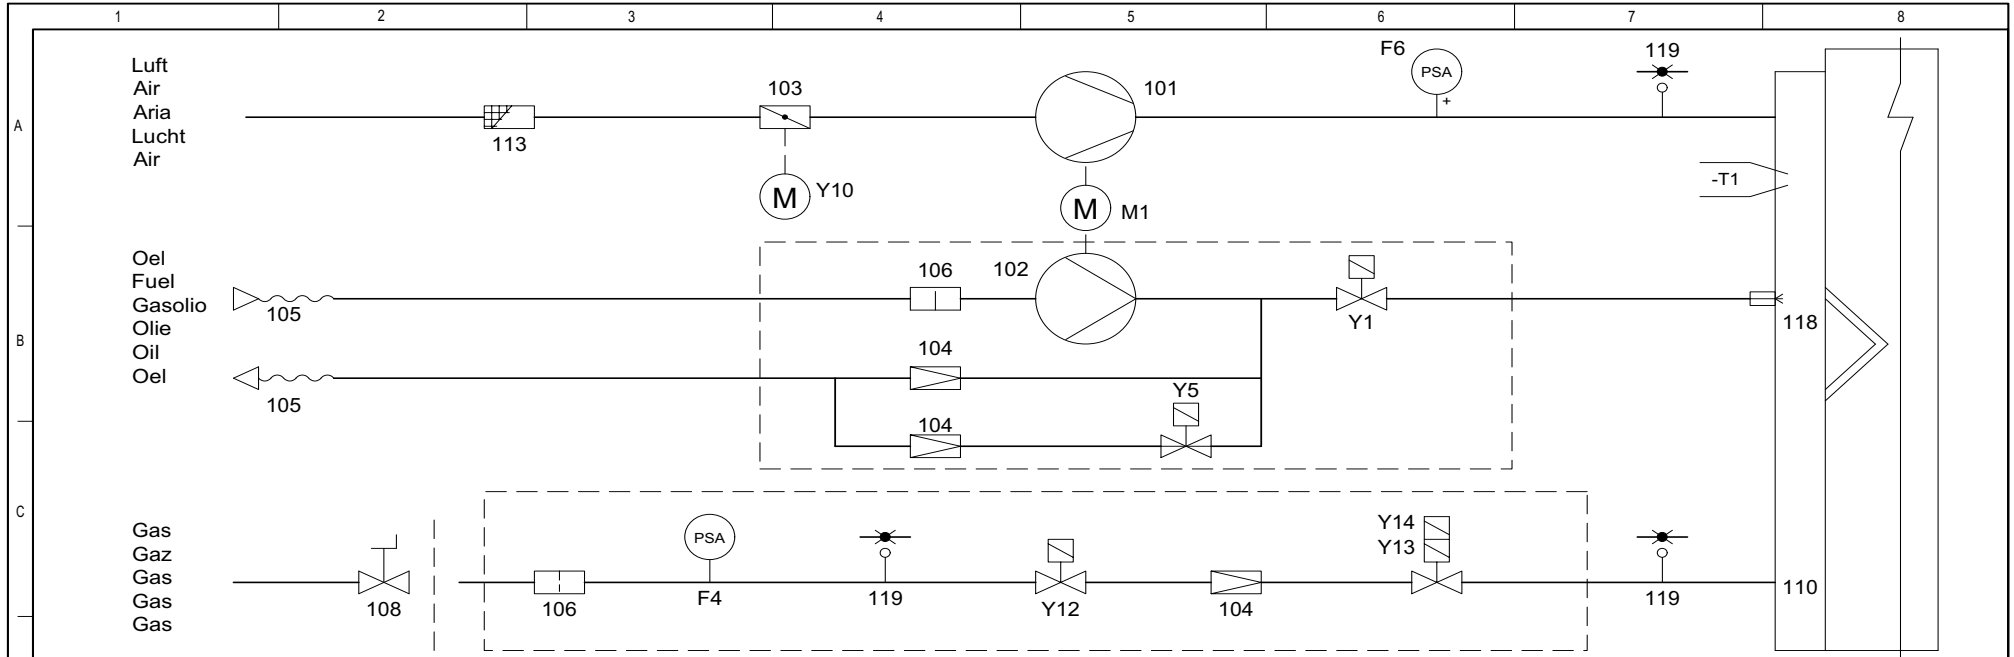 1 2 3 4 5 6 7 8
A
B
C
Luft
Air
Aria
Lucht
Air
113
103
M Y10
101
M M1
F6
PSA
+
119
-T1
Oel
Fuel
Gasolio
Olie
Oil
Oel
105
105
106
102
104
104
Y5
Y1
118
Gas
Gaz
Gas
Gas
Gas
108
106
PSA
F4
119
Y12
104
Y14
Y13
119
110